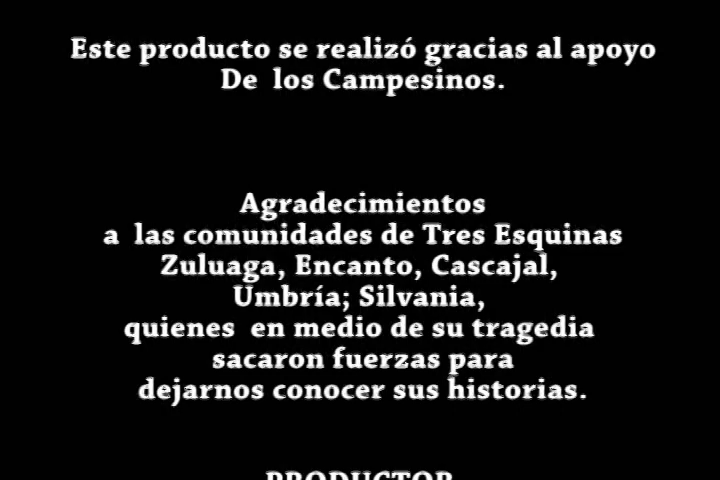 Este producto se realizó gracias al apoyo
De los Campesinos.
Agradecimientos
a las comunidades de Tres Esquinas
Zuluaga, Encanto, Cascajal,
Umbría; Silvania,
quienes en medio de su tragedia
sacaron fuerzas para
dejarnos conocer sus historias.
PRODUCTOR